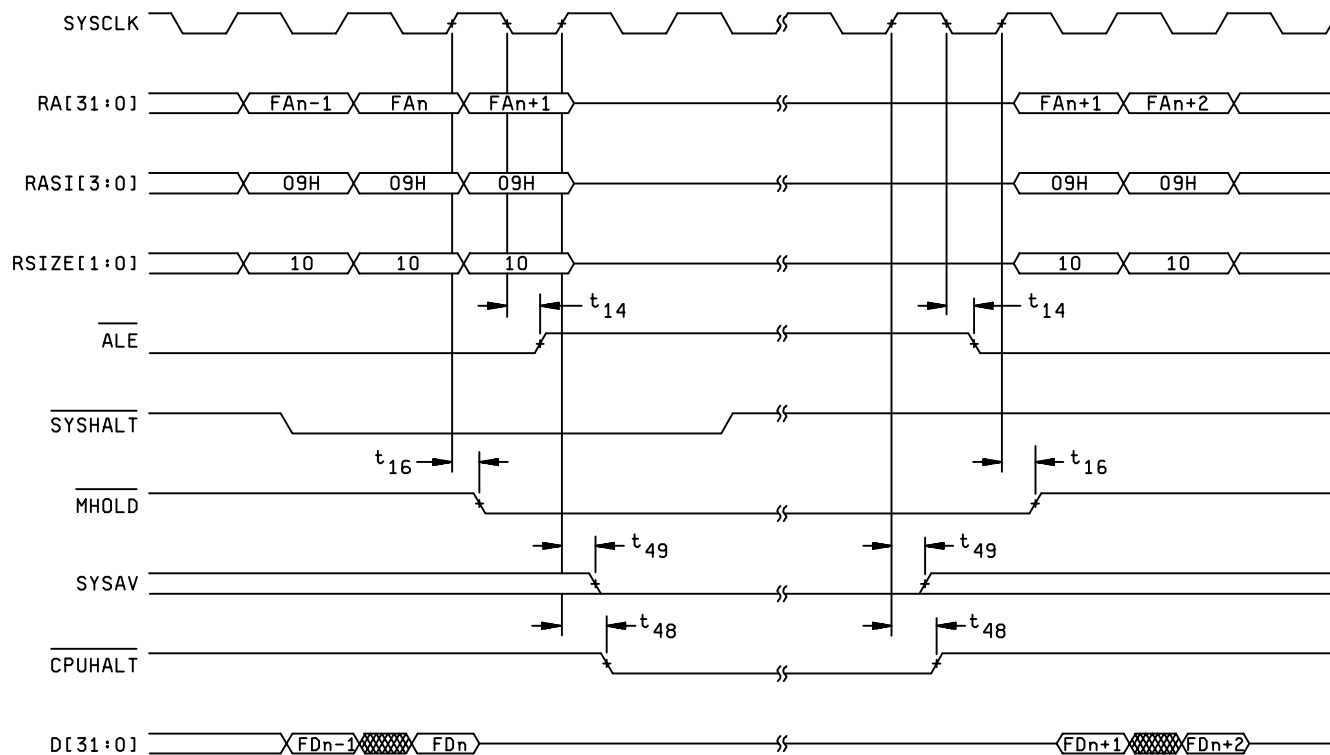 SYSCLK
RA[31:0] FAn-1 FAn FAn+1 FAn+1 FAn+2
RASI[3:0] 09H 09H 09H 09H 09H
RSIZE[1:0] 10 10 10 10 10
t14 t14
ALE
SYSHALT
t16 t16
MHOLD
t49 t49
SYSAV
t48 t48
CPUHALT
D[31:0] FDn-1 FDn FDn+1 FDn+2